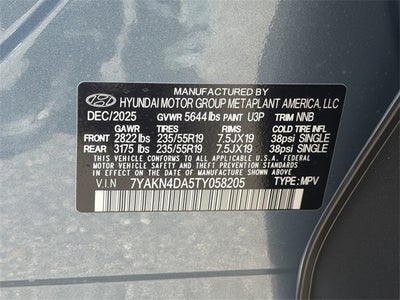 MANUFACTURED BY
HYUNDAI MOTOR GROUP METAPLANT AMERICA, LLC
DEC/2025 GVWR 5644 lbs PAINT U3P TRIM NNB
GAWR TIRES RIMS COLD TIRE
FRONT 2822 lbs 235/55R19 7.5JX19 38psi SINGLE
REAR 3175 lbs 235/55R19 7.5JX19 38psi SINGLE
THIS VEHICLE CONFORMS TO ALL APPLICABLE FEDERAL
MOTOR VEHICLE SAFETY AND THEFT PREVENTION STANDARDS
IN EFFECT ON THE DATE OF MANUFACTURE SHOWN ABOVE.
V.I.N 7YAKN4DA5TY058205 TYPE: MPV